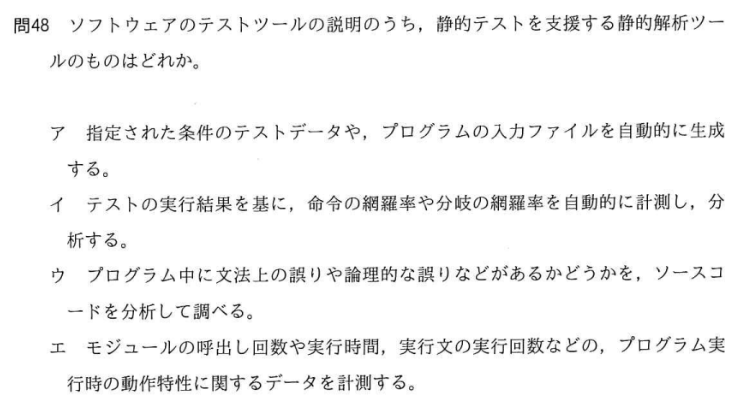 問48　ソフトウェアのテストツールの説明のうち，静的テストを支援する静的解析ツー
ルのものはどれか。
ア　指定された条件のテストデータや，プログラムの入力ファイルを自動的に生成
する。
イ　テストの実行結果を基に，命令の網羅率や分岐の網羅率を自動的に計測し，分
析する。
ウ　プログラム中に文法上の誤りや論理的な誤りなどがあるかどうかを，ソースコ
ードを分析して調べる。
エ　モジュールの呼出し回数や実行時間，実行文の実行回数などの，プログラム実
行時の動作特性に関するデータを計測する。